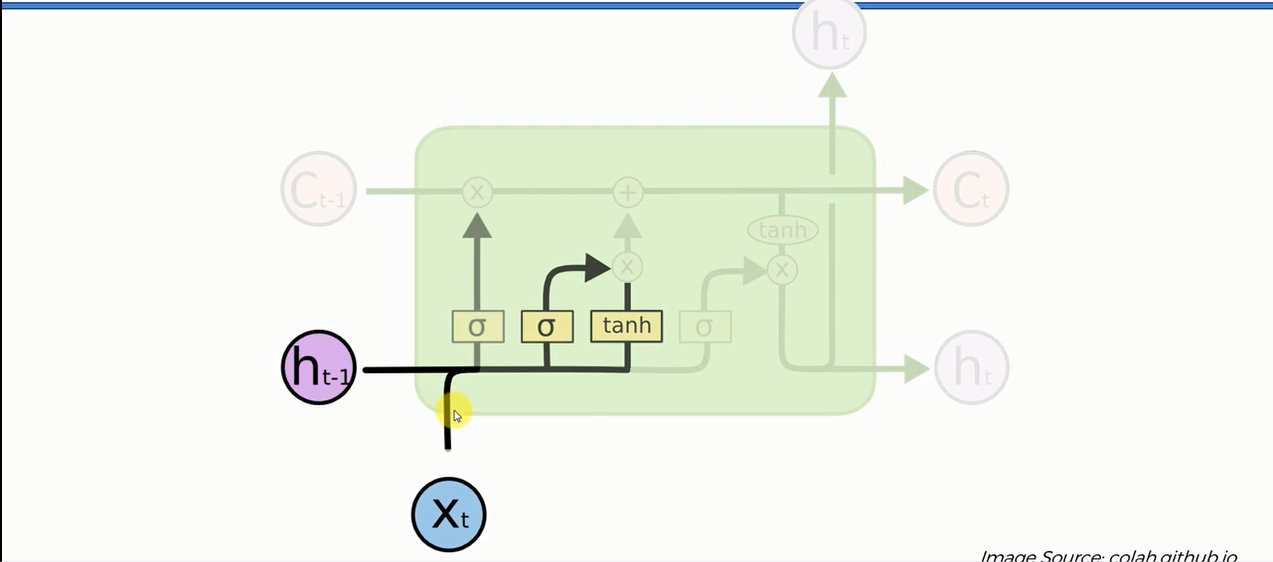 ht
Ct-1
x
+
Ct
tanh
x
x
σ
σ
tanh
σ
ht-1
ht
Xt
Image Source: colah.github.io